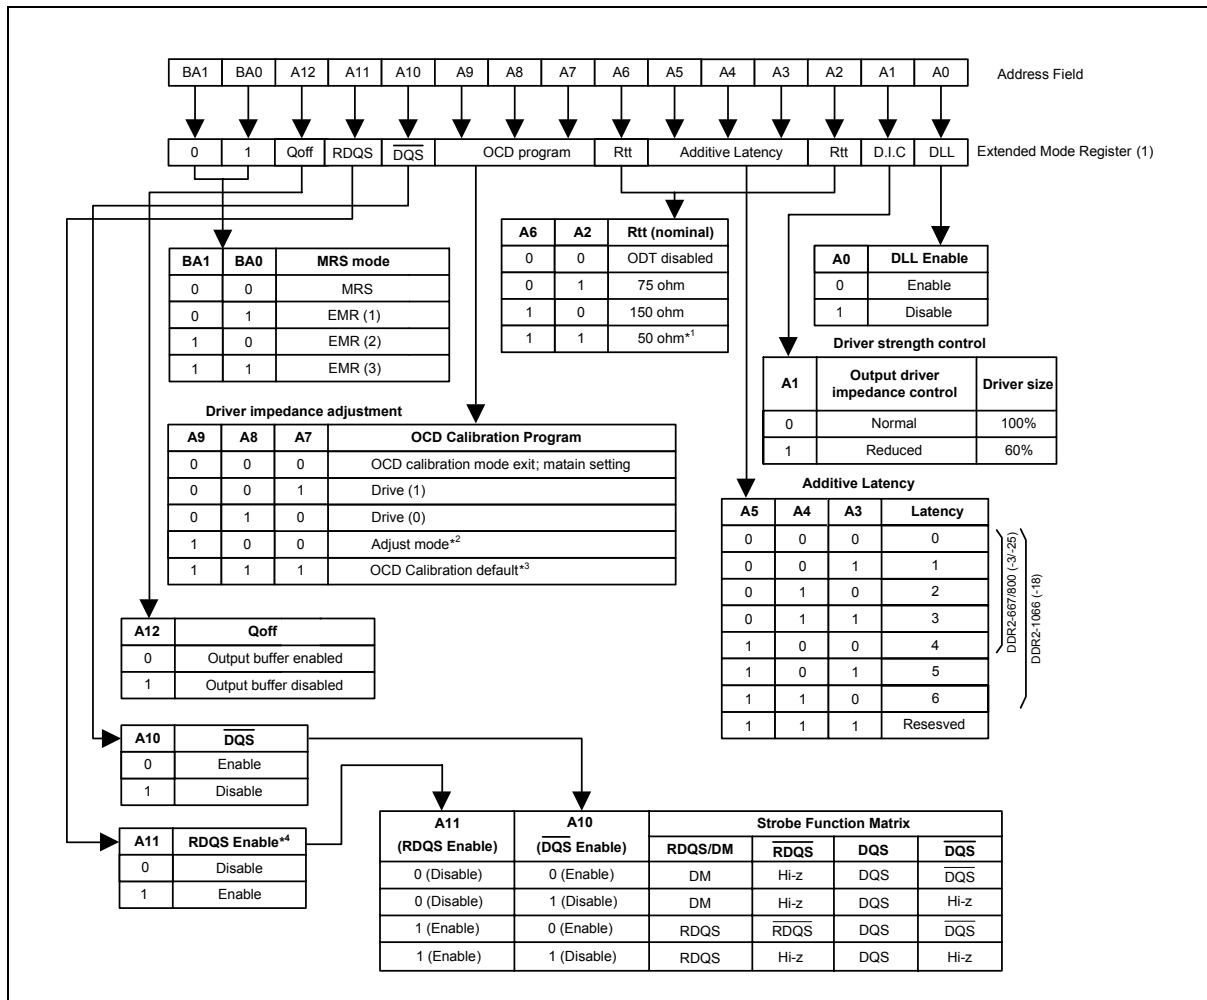 BA1 BA0 A12 A11 A10 A9 A8 A7 A6 A5 A4 A3 A2 A1 A0 Address Field
0 1 Qoff RDQS D̅Q̅S̅ OCD program Rtt Additive Latency Rtt D.I.C DLL Extended Mode Register (1)
BA1 BA0 MRS mode
0 0 MRS
0 1 EMR (1)
1 0 EMR (2)
1 1 EMR (3)
A6 A2 Rtt (nominal)
0 0 ODT disabled
0 1 75 ohm
1 0 150 ohm
1 1 50 ohm*1
A0 DLL Enable
0 Enable
1 Disable
Driver strength control
A1 Output driver impedance control Driver size
0 Normal 100%
1 Reduced 60%
Driver impedance adjustment
A9 A8 A7 OCD Calibration Program
0 0 0 OCD calibration mode exit; matain setting
0 0 1 Drive (1)
0 1 0 Drive (0)
1 0 0 Adjust mode*2
1 1 1 OCD Calibration default*3
Additive Latency
A5 A4 A3 Latency
0 0 0 0
0 0 1 1
0 1 0 2
0 1 1 3
1 0 0 4
1 0 1 5
1 1 0 6
1 1 1 Resesved
DDR2-667/800 (-3/-25)
DDR2-1066 (-18)
A12 Qoff
0 Output buffer enabled
1 Output buffer disabled
A10 D̅Q̅S̅
0 Enable
1 Disable
A11 RDQS Enable*4
0 Disable
1 Enable
A11 (RDQS Enable) A10 (D̅Q̅S̅ Enable) Strobe Function Matrix
RDQS/DM R̅D̅Q̅S̅ DQS D̅Q̅S̅
0 (Disable) 0 (Enable) DM Hi-z DQS D̅Q̅S̅
0 (Disable) 1 (Disable) DM Hi-z DQS Hi-z
1 (Enable) 0 (Enable) RDQS R̅D̅Q̅S̅ DQS D̅Q̅S̅
1 (Enable) 1 (Disable) RDQS Hi-z DQS Hi-z